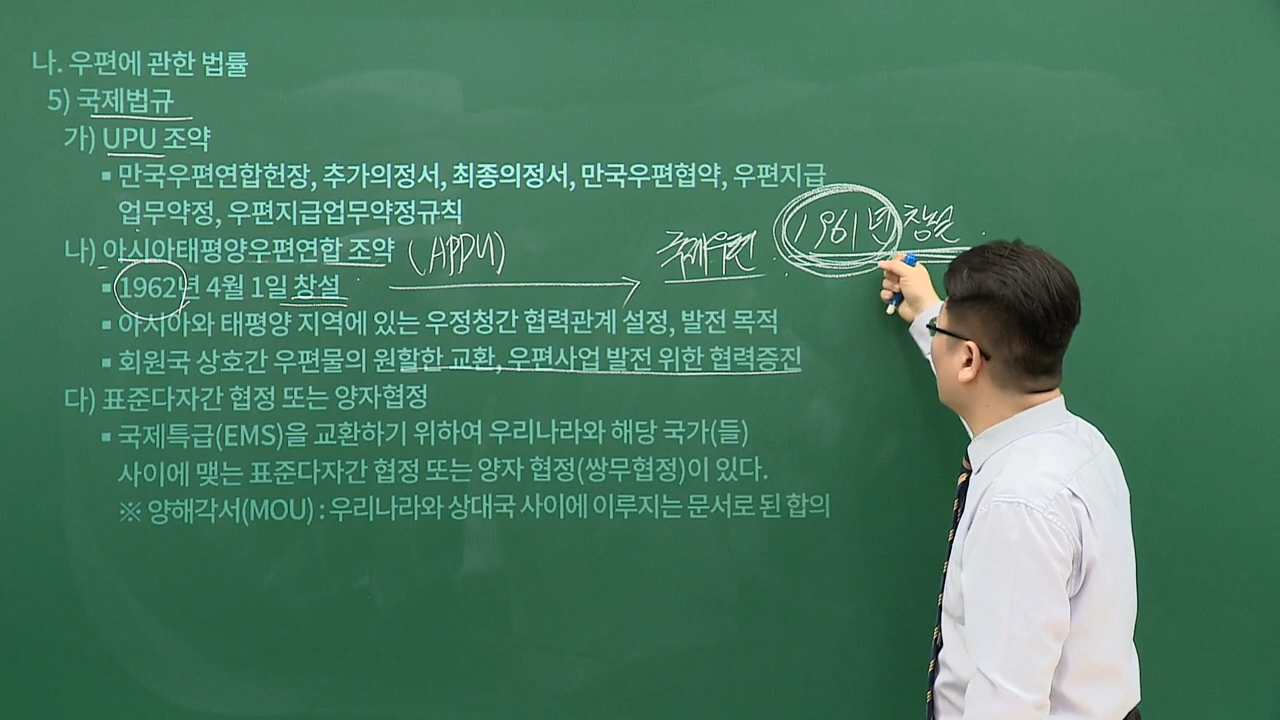 나. 우편에 관한 법률
5) 국제법규
가) UPU 조약
▪ 만국우편연합헌장, 추가의정서, 최종의정서, 만국우편협약, 우편지급
업무약정, 우편지급업무약정규칙
나) 아시아태평양우편연합 조약 (APPU) 국제우편 1961년 창설
▪ 1962년 4월 1일 창설
▪ 아시아와 태평양 지역에 있는 우정청간 협력관계 설정, 발전 목적
▪ 회원국 상호간 우편물의 원할한 교환, 우편사업 발전 위한 협력증진
다) 표준다자간 협정 또는 양자협정
▪ 국제특급(EMS)을 교환하기 위하여 우리나라와 해당 국가(들)
사이에 맺는 표준다자간 협정 또는 양자 협정(쌍무협정)이 있다.
※ 양해각서(MOU) : 우리나라와 상대국 사이에 이루지는 문서로 된 합의